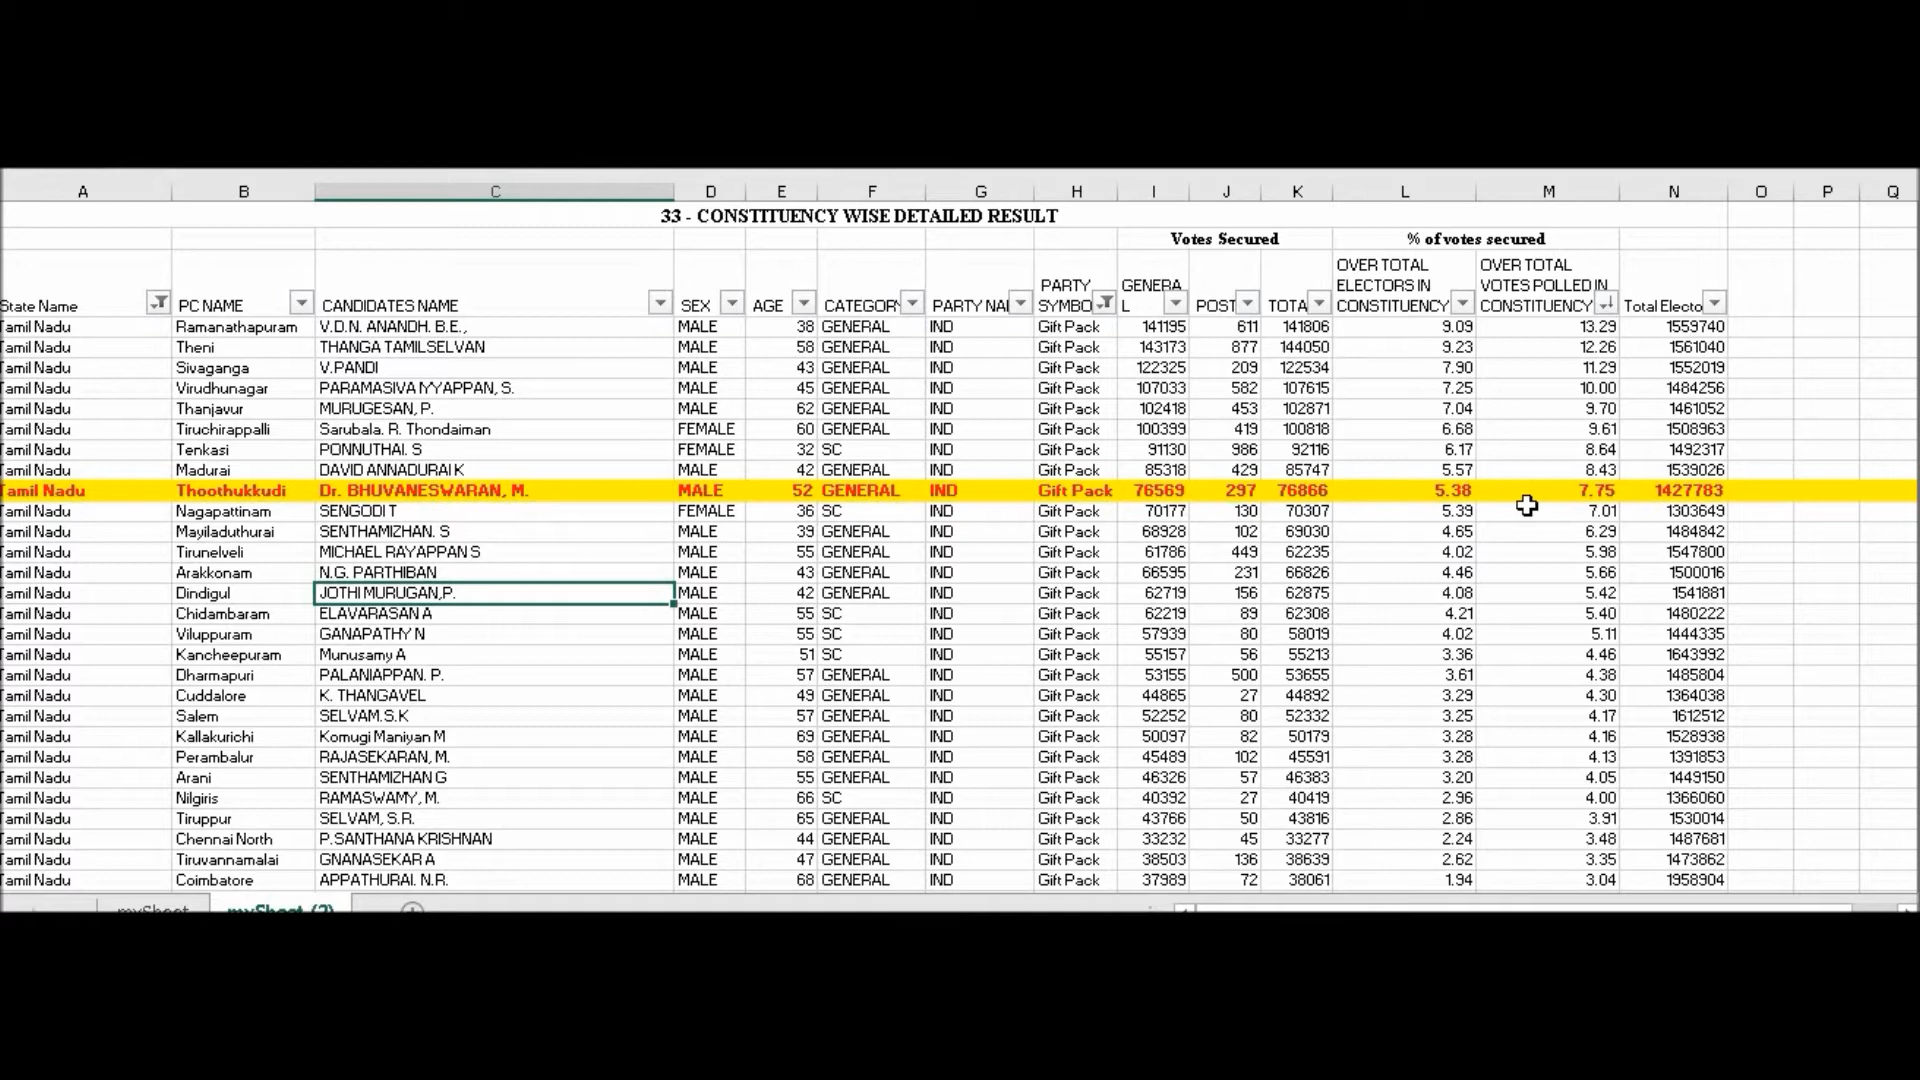 A B C D E F G H I J K L M N O P Q
33 - CONSTITUENCY WISE DETAILED RESULT
Votes Secured % of votes secured
State Name PC NAME CANDIDATES NAME SEX AGE CATEGORY PARTY NAI PARTY SYMBO GENERA L POST TOTA OVER TOTAL ELECTORS IN CONSTITUENCY OVER TOTAL VOTES POLLED IN CONSTITUENCY Total Electo
Tamil Nadu Ramanathapuram V.D.N. ANANDH. B.E., MALE 38 GENERAL IND Gift Pack 141195 611 141806 9.09 13.29 1559740
Tamil Nadu Theni THANGA TAMILSELVAN MALE 58 GENERAL IND Gift Pack 143173 877 144050 9.23 12.26 1561040
Tamil Nadu Sivaganga V.PANDI MALE 43 GENERAL IND Gift Pack 122325 209 122534 7.90 11.29 1552019
Tamil Nadu Virudhunagar PARAMASIVA IYYAPPAN, S. MALE 45 GENERAL IND Gift Pack 107033 582 107615 7.25 10.00 1484256
Tamil Nadu Thanjavur MURUGESAN, P. MALE 62 GENERAL IND Gift Pack 102418 453 102871 7.04 9.70 1461052
Tamil Nadu Tiruchirappalli Sarubala. R. Thondaiman FEMALE 60 GENERAL IND Gift Pack 100399 419 100818 6.68 9.61 1508963
Tamil Nadu Tenkasi PONNUTHAI. S FEMALE 32 SC IND Gift Pack 91130 986 92116 6.17 8.64 1492317
Tamil Nadu Madurai DAVID ANNADURAI K MALE 42 GENERAL IND Gift Pack 85318 429 85747 5.57 8.43 1539026
Tamil Nadu Thoothukkudi Dr. BHUVANESWARAN, M. MALE 52 GENERAL IND Gift Pack 76569 297 76866 5.38 7.75 1427783
Tamil Nadu Nagapattinam SENGODI T FEMALE 36 SC IND Gift Pack 70177 130 70307 5.39 7.01 1303649
Tamil Nadu Mayiladuthurai SENTHAMIZHAN. S MALE 39 GENERAL IND Gift Pack 68928 102 69030 4.65 6.29 1484842
Tamil Nadu Tirunelveli MICHAEL RAYAPPAN S MALE 55 GENERAL IND Gift Pack 61786 449 62235 4.02 5.98 1547800
Tamil Nadu Arakkonam N.G. PARTHIBAN MALE 43 GENERAL IND Gift Pack 66595 231 66826 4.46 5.66 1500016
Tamil Nadu Dindigul JOTHI MURUGAN,P. MALE 42 GENERAL IND Gift Pack 62719 156 62875 4.08 5.42 1541881
Tamil Nadu Chidambaram ELAVARASAN A MALE 55 SC IND Gift Pack 62219 89 62308 4.21 5.40 1480222
Tamil Nadu Viluppuram GANAPATHY N MALE 55 SC IND Gift Pack 57939 80 58019 4.02 5.11 1444335
Tamil Nadu Kancheepuram Munusamy A MALE 51 SC IND Gift Pack 55157 56 55213 3.36 4.46 1643992
Tamil Nadu Dharmapuri PALANIAPPAN. P. MALE 57 GENERAL IND Gift Pack 53155 500 53655 3.61 4.38 1485804
Tamil Nadu Cuddalore K. THANGAVEL MALE 49 GENERAL IND Gift Pack 44865 27 44892 3.29 4.30 1364038
Tamil Nadu Salem SELVAM.S.K MALE 57 GENERAL IND Gift Pack 52252 80 52332 3.25 4.17 1612512
Tamil Nadu Kallakurichi Komugi Maniyan M MALE 69 GENERAL IND Gift Pack 50097 82 50179 3.28 4.16 1528938
Tamil Nadu Perambalur RAJASEKARAN, M. MALE 58 GENERAL IND Gift Pack 45489 102 45591 3.28 4.13 1391853
Tamil Nadu Arani SENTHAMIZHAN G MALE 55 GENERAL IND Gift Pack 46326 57 46383 3.20 4.05 1449150
Tamil Nadu Nilgiris RAMASWAMY, M. MALE 66 SC IND Gift Pack 40392 27 40419 2.96 4.00 1366060
Tamil Nadu Tiruppur SELVAM, S.R. MALE 65 GENERAL IND Gift Pack 43766 50 43816 2.86 3.91 1530014
Tamil Nadu Chennai North P.SANTHANA KRISHNAN MALE 44 GENERAL IND Gift Pack 33232 45 33277 2.24 3.48 1487681
Tamil Nadu Tiruvannamalai GNANASEKAR A MALE 47 GENERAL IND Gift Pack 38503 136 38639 2.62 3.35 1473862
Tamil Nadu Coimbatore APPATHURAI. N.R. MALE 68 GENERAL IND Gift Pack 37989 72 38061 1.94 3.04 1958904
mySheet mySheet (2)